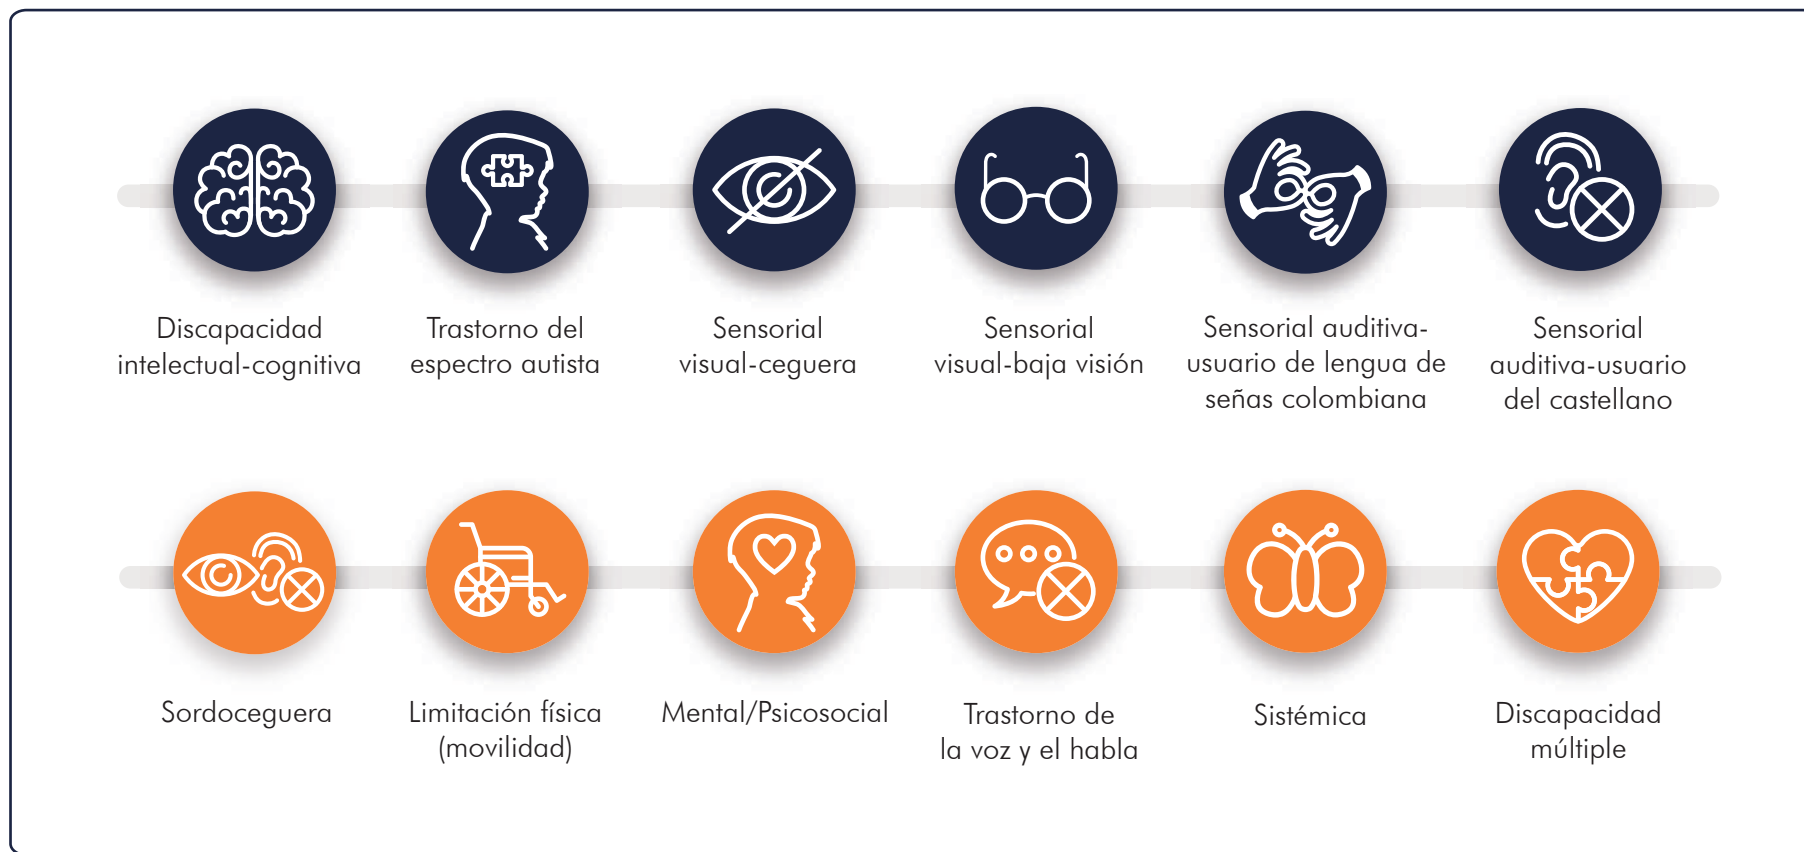 Discapacidad
intelectual-cognitiva
Trastorno del
espectro autista
Sensorial
visual-ceguera
Sensorial
visual-baja visión
Sensorial auditiva-
usuario de lengua de
señas colombiana
Sensorial
auditiva-usuario
del castellano
Sordoceguera
Limitación física
(movilidad)
Mental/Psicosocial
Trastorno de
la voz y el habla
Sistémica
Discapacidad
múltiple